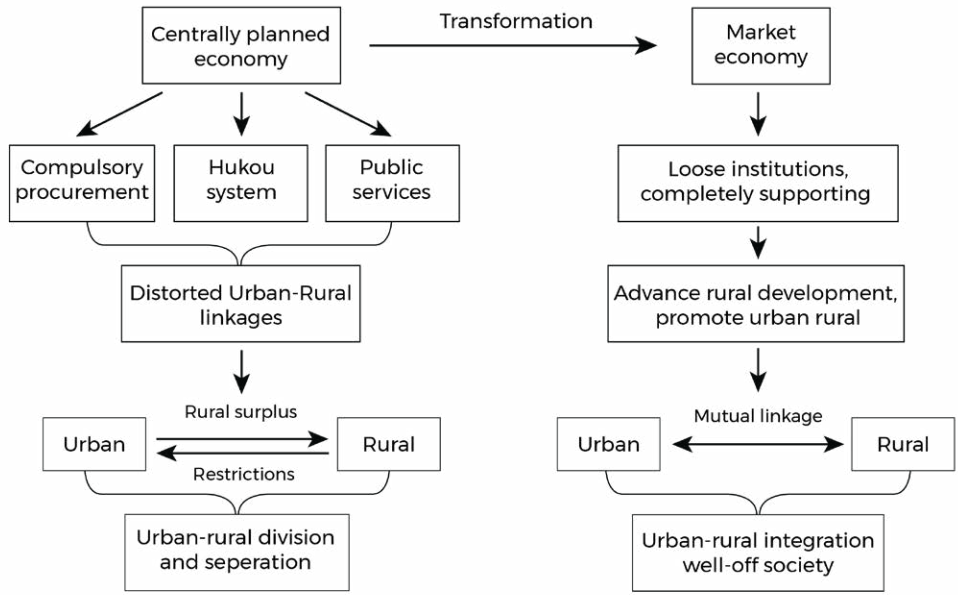 Transformation
Centrally planned
economy
Market
economy
Compulsory
procurement
Hukou
system
Public
services
Loose institutions,
completely supporting
Distorted Urban-Rural
linkages
Advance rural development,
promote urban rural
Rural surplus
Urban
Rural
Restrictions
Mutual linkage
Urban
Rural
Urban-rural division
and seperation
Urban-rural integration
well-off society